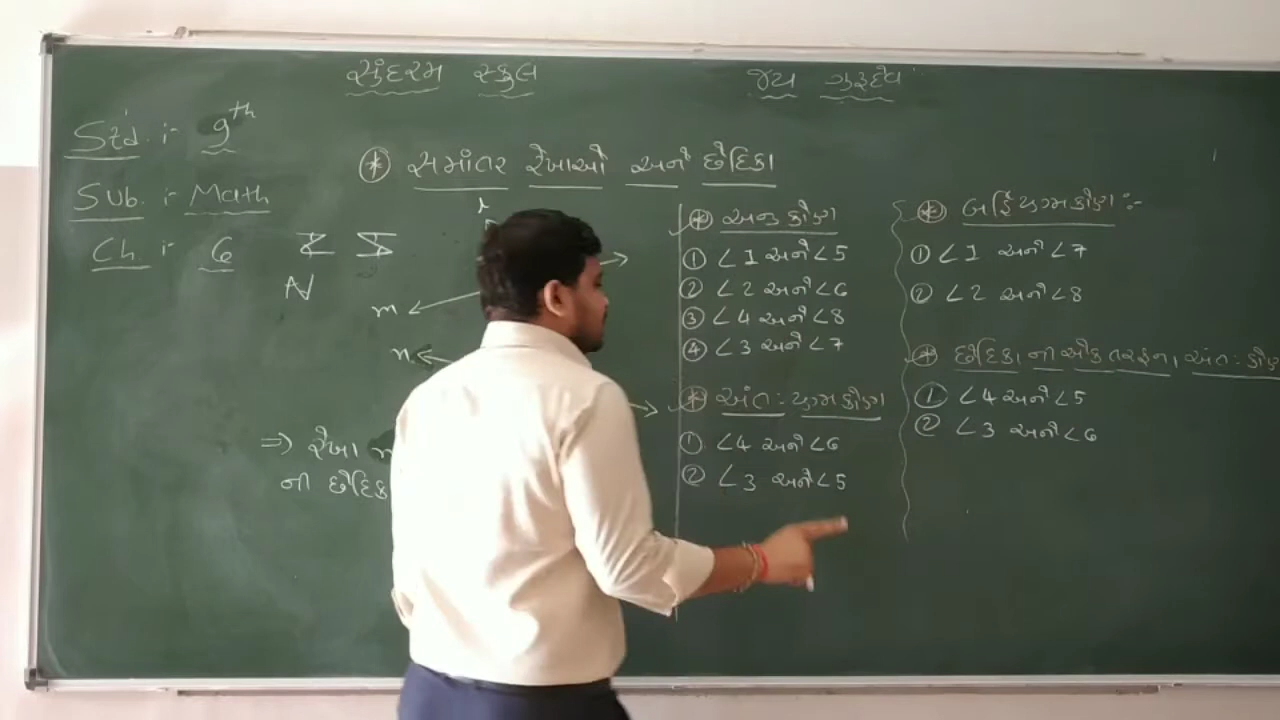 સુંદરમ સ્કુલ
જય ગુરૂદેવ
Std. :- 9th
Sub. :- Math
Ch :- 6
* સમાંતર રેખાઓ અને છેદિકા
m
n
⇒ રેખા
ની છેદિકા
* અનુકોણ
① ∠1 અને ∠5
② ∠2 અને ∠6
③ ∠4 અને ∠8
④ ∠3 અને ∠7
* અંતઃયુગ્મકોણ
① ∠4 અને ∠6
② ∠3 અને ∠5
* બહિર્યુગ્મકોણ :-
① ∠1 અને ∠7
② ∠2 અને ∠8
* છેદિકા ની એકતરફના અંતઃકોણ
① ∠4 અને ∠5
② ∠3 અને ∠6